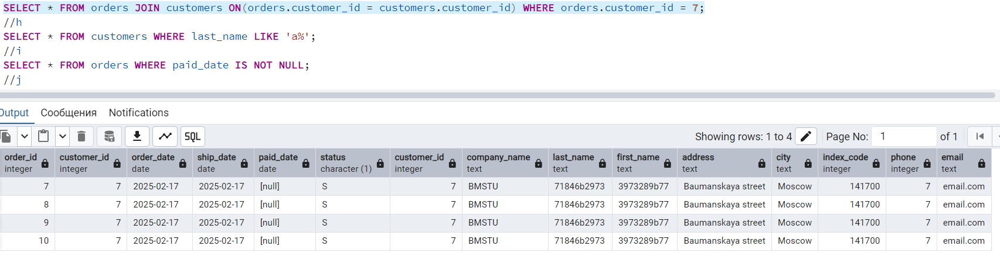 SELECT * FROM orders JOIN customers ON(orders.customer_id = customers.customer_id) WHERE orders.customer_id = 7;
//h
SELECT * FROM customers WHERE last_name LIKE 'a%';
//i
SELECT * FROM orders WHERE paid_date IS NOT NULL;
//j
Output Сообщения Notifications
SQL Showing rows: 1 to 4 Page No: 1 of 1
order_id customer_id order_date ship_date paid_date status customer_id company_name last_name first_name address city index_code phone email
integer integer date date date character (1) integer text text text text text integer integer text
7 7 2025-02-17 2025-02-17 [null] S 7 BMSTU 71846b2973 3973289b77 Baumanskaya street Moscow 141700 7 email.com
8 7 2025-02-17 2025-02-17 [null] S 7 BMSTU 71846b2973 3973289b77 Baumanskaya street Moscow 141700 7 email.com
9 7 2025-02-17 2025-02-17 [null] S 7 BMSTU 71846b2973 3973289b77 Baumanskaya street Moscow 141700 7 email.com
10 7 2025-02-17 2025-02-17 [null] S 7 BMSTU 71846b2973 3973289b77 Baumanskaya street Moscow 141700 7 email.com